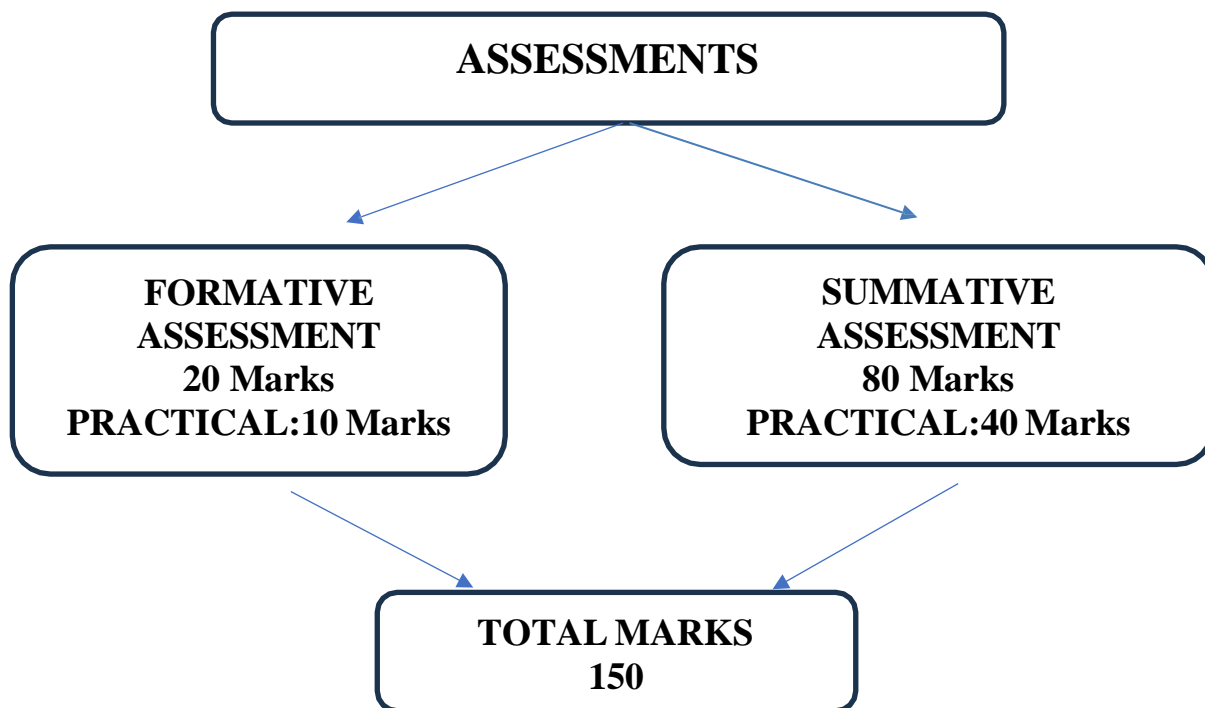 ASSESSMENTS
FORMATIVE
ASSESSMENT
20 Marks
PRACTICAL:10 Marks
SUMMATIVE
ASSESSMENT
80 Marks
PRACTICAL:40 Marks
TOTAL MARKS
150